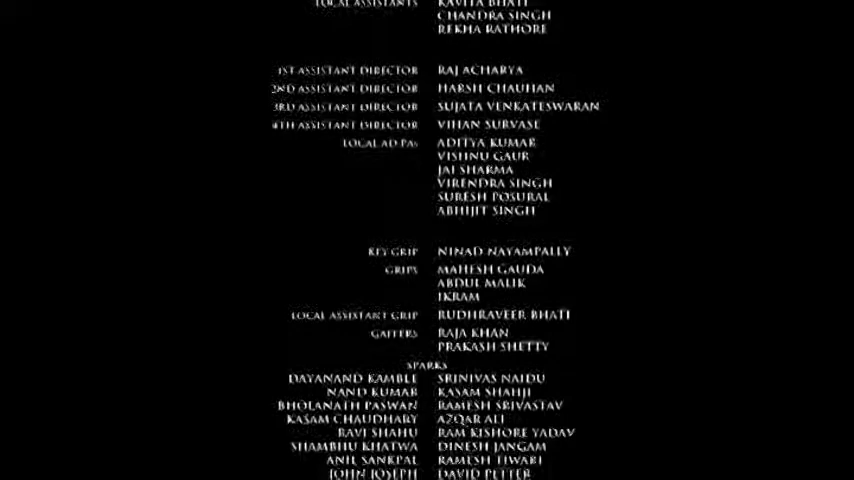 LOCAL ASSISTANTS KAVITA BHATI
CHANDRA SINGH
REKHA RATHORE
1ST ASSISTANT DIRECTOR RAJ ACHARYA
2ND ASSISTANT DIRECTOR HARSH CHAUHAN
3RD ASSISTANT DIRECTOR SUJATA VENKATESWARAN
4TH ASSISTANT DIRECTOR VIHAN SURVASE
LOCAL AD PAs ADITYA KUMAR
VISHNU GAUR
JAI SHARMA
VIRENDRA SINGH
SURESH POSURAL
ABHIJIT SINGH
KEY GRIP NINAD NAYAMPALLY
GRIPS MAHESH GAUDA
ABDUL MALIK
IKRAM
LOCAL ASSISTANT GRIP RUDHRAVEER BHATI
GAFFERS RAJA KHAN
PRAKASH SHETTY
SPARKS
DAYANAND KAMBLE SRINIVAS NAIDU
NAND KUMAR KASAM SHAHJI
BHOLANATH PASWAN RAMESH SRIVASTAV
KASAM CHAUDHARY AZQAR ALI
RAVI SHAHU RAM KISHORE YADAV
SHAMBHU KHATWA DINESH JANGAM
ANIL SANKPAL RAMESH TIWARI
JOHN JOSEPH DAVID PETTER